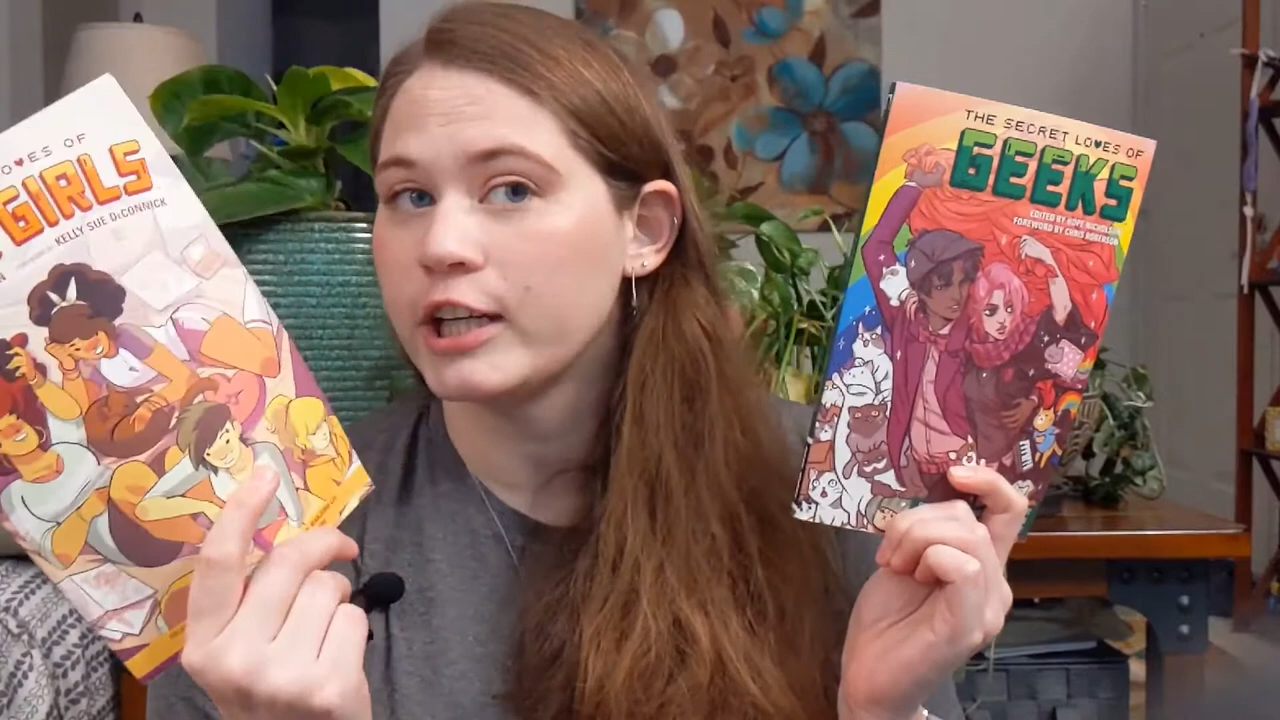 OVES OF
GIRLS
KELLY SUE DeCONNICK
THE SECRET LOVES OF
GEEKS
EDITED BY HOPE NICHOLSON
FOREWORD BY CHRIS ROBERSON